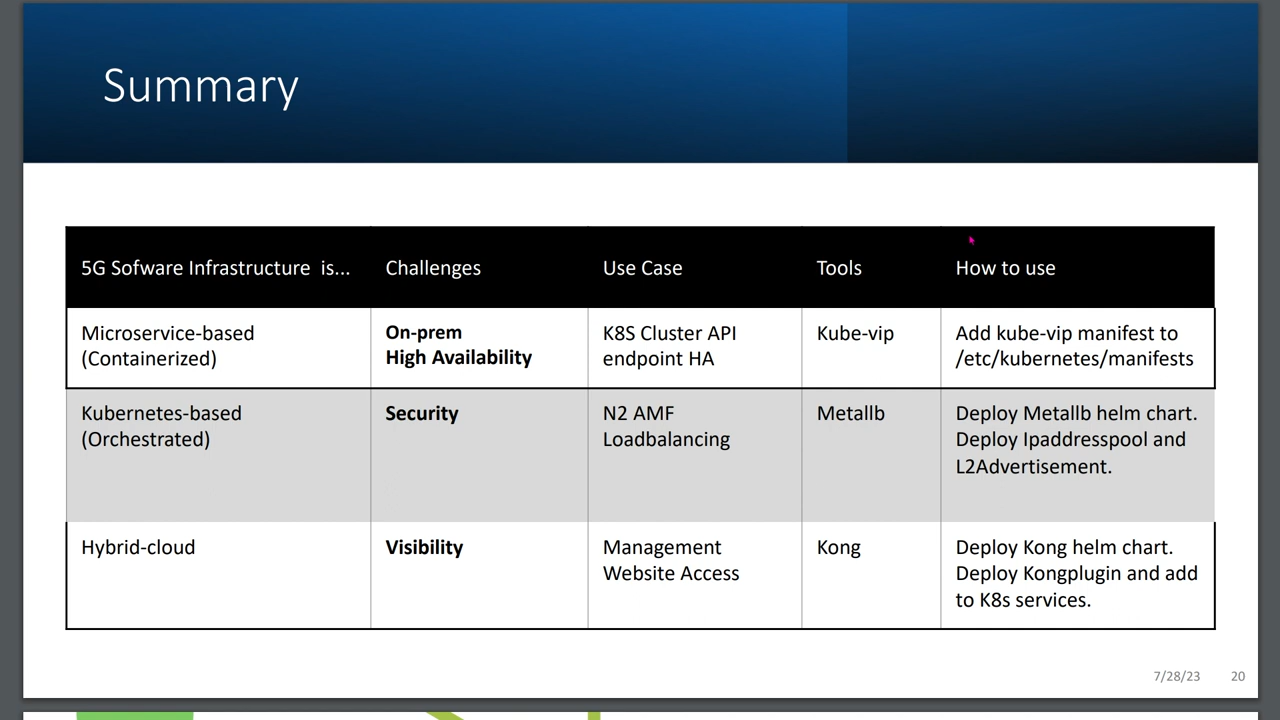 Summary
5G Sofware Infrastructure is...
Challenges
Use Case
Tools
How to use
Microservice-based
(Containerized)
On-prem
High Availability
K8S Cluster API
endpoint HA
Kube-vip
Add kube-vip manifest to
/etc/kubernetes/manifests
Kubernetes-based
(Orchestrated)
Security
N2 AMF
Loadbalancing
Metallb
Deploy Metallb helm chart.
Deploy Ipaddresspool and
L2Advertisement.
Hybrid-cloud
Visibility
Management
Website Access
Kong
Deploy Kong helm chart.
Deploy Kongplugin and add
to K8s services.
7/28/23
20